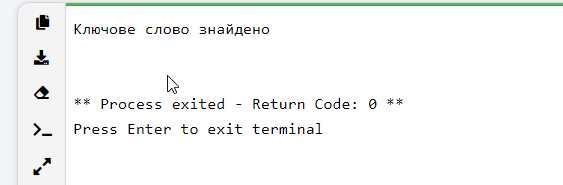 Ключове слово знайдено
** Process exited - Return Code: 0 **
Press Enter to exit terminal